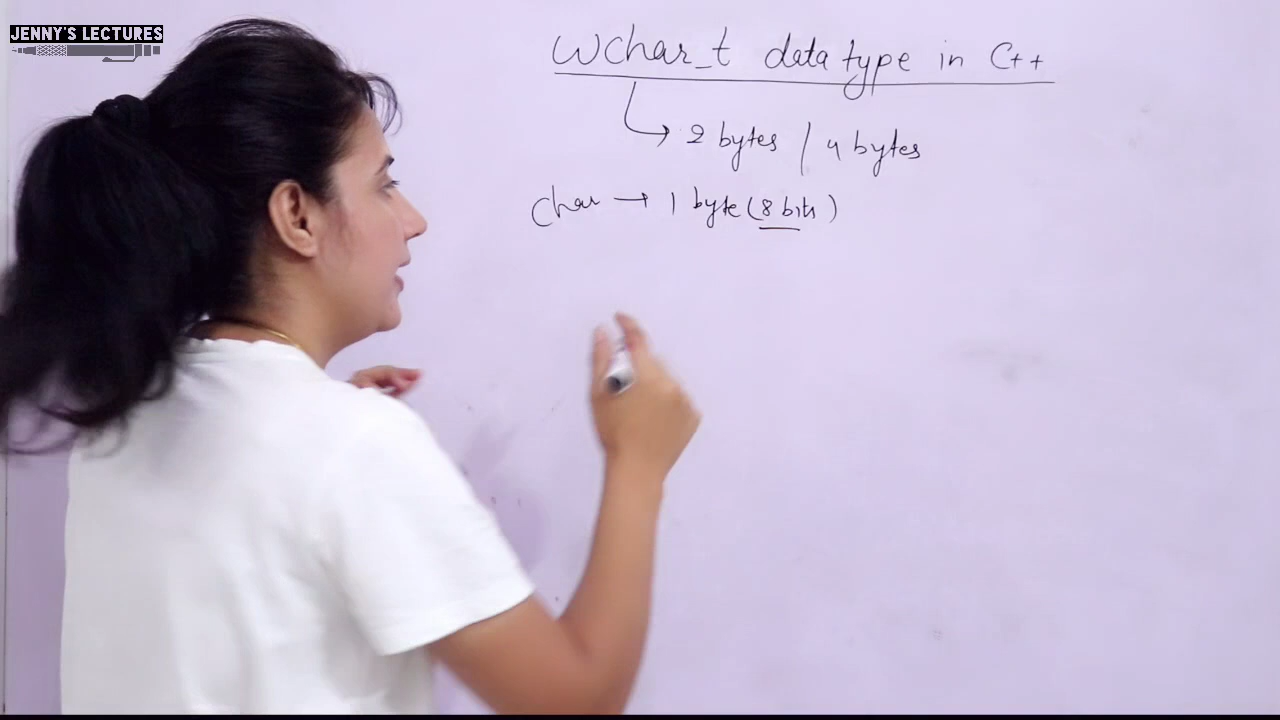 JENNY'S LECTURES
wchar_t data type in C++
2 bytes / 4 bytes
char → 1 byte (8 bits)